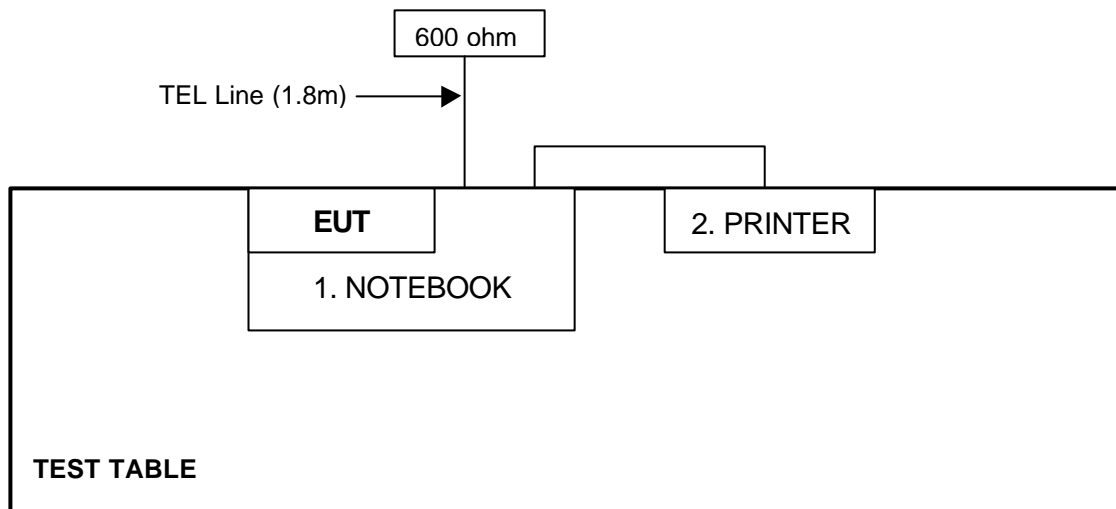 600 ohm
TEL Line (1.8m)
EUT
2. PRINTER
1. NOTEBOOK
TEST TABLE